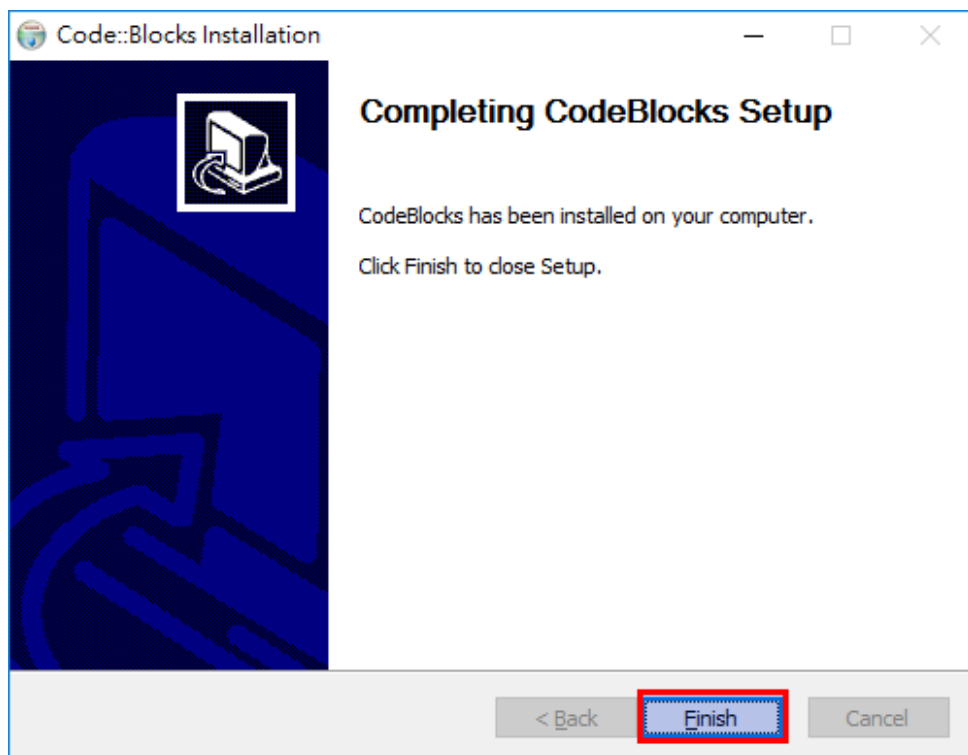 Code::Blocks Installation
Completing CodeBlocks Setup
CodeBlocks has been installed on your computer.
Click Finish to close Setup.
< Back
Finish
Cancel